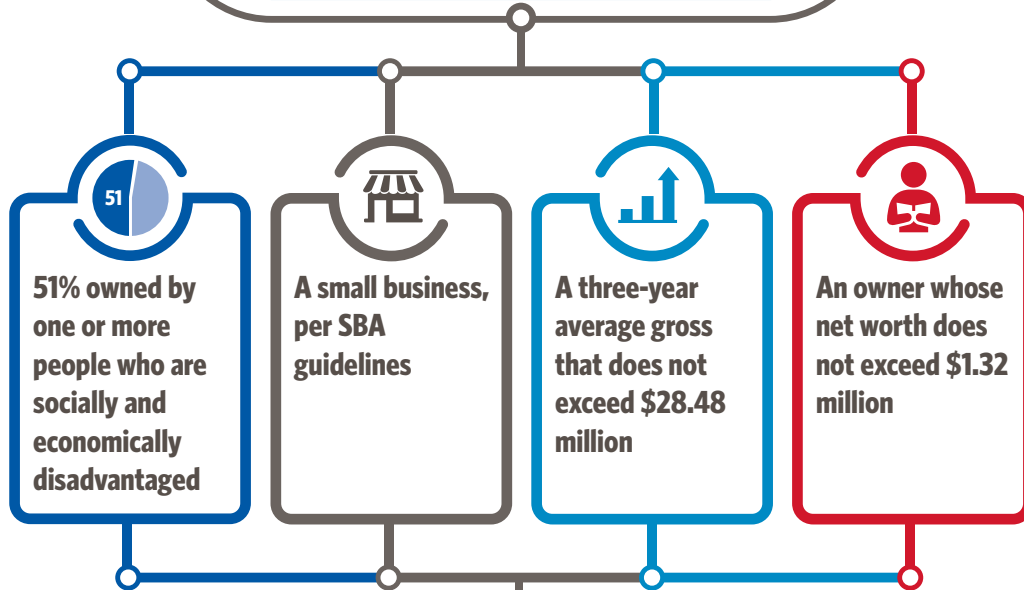 51
51% owned by
one or more
people who are
socially and
economically
disadvantaged
A small business,
per SBA
guidelines
A three-year
average gross
that does not
exceed $28.48
million
An owner whose
net worth does
not exceed $1.32
million